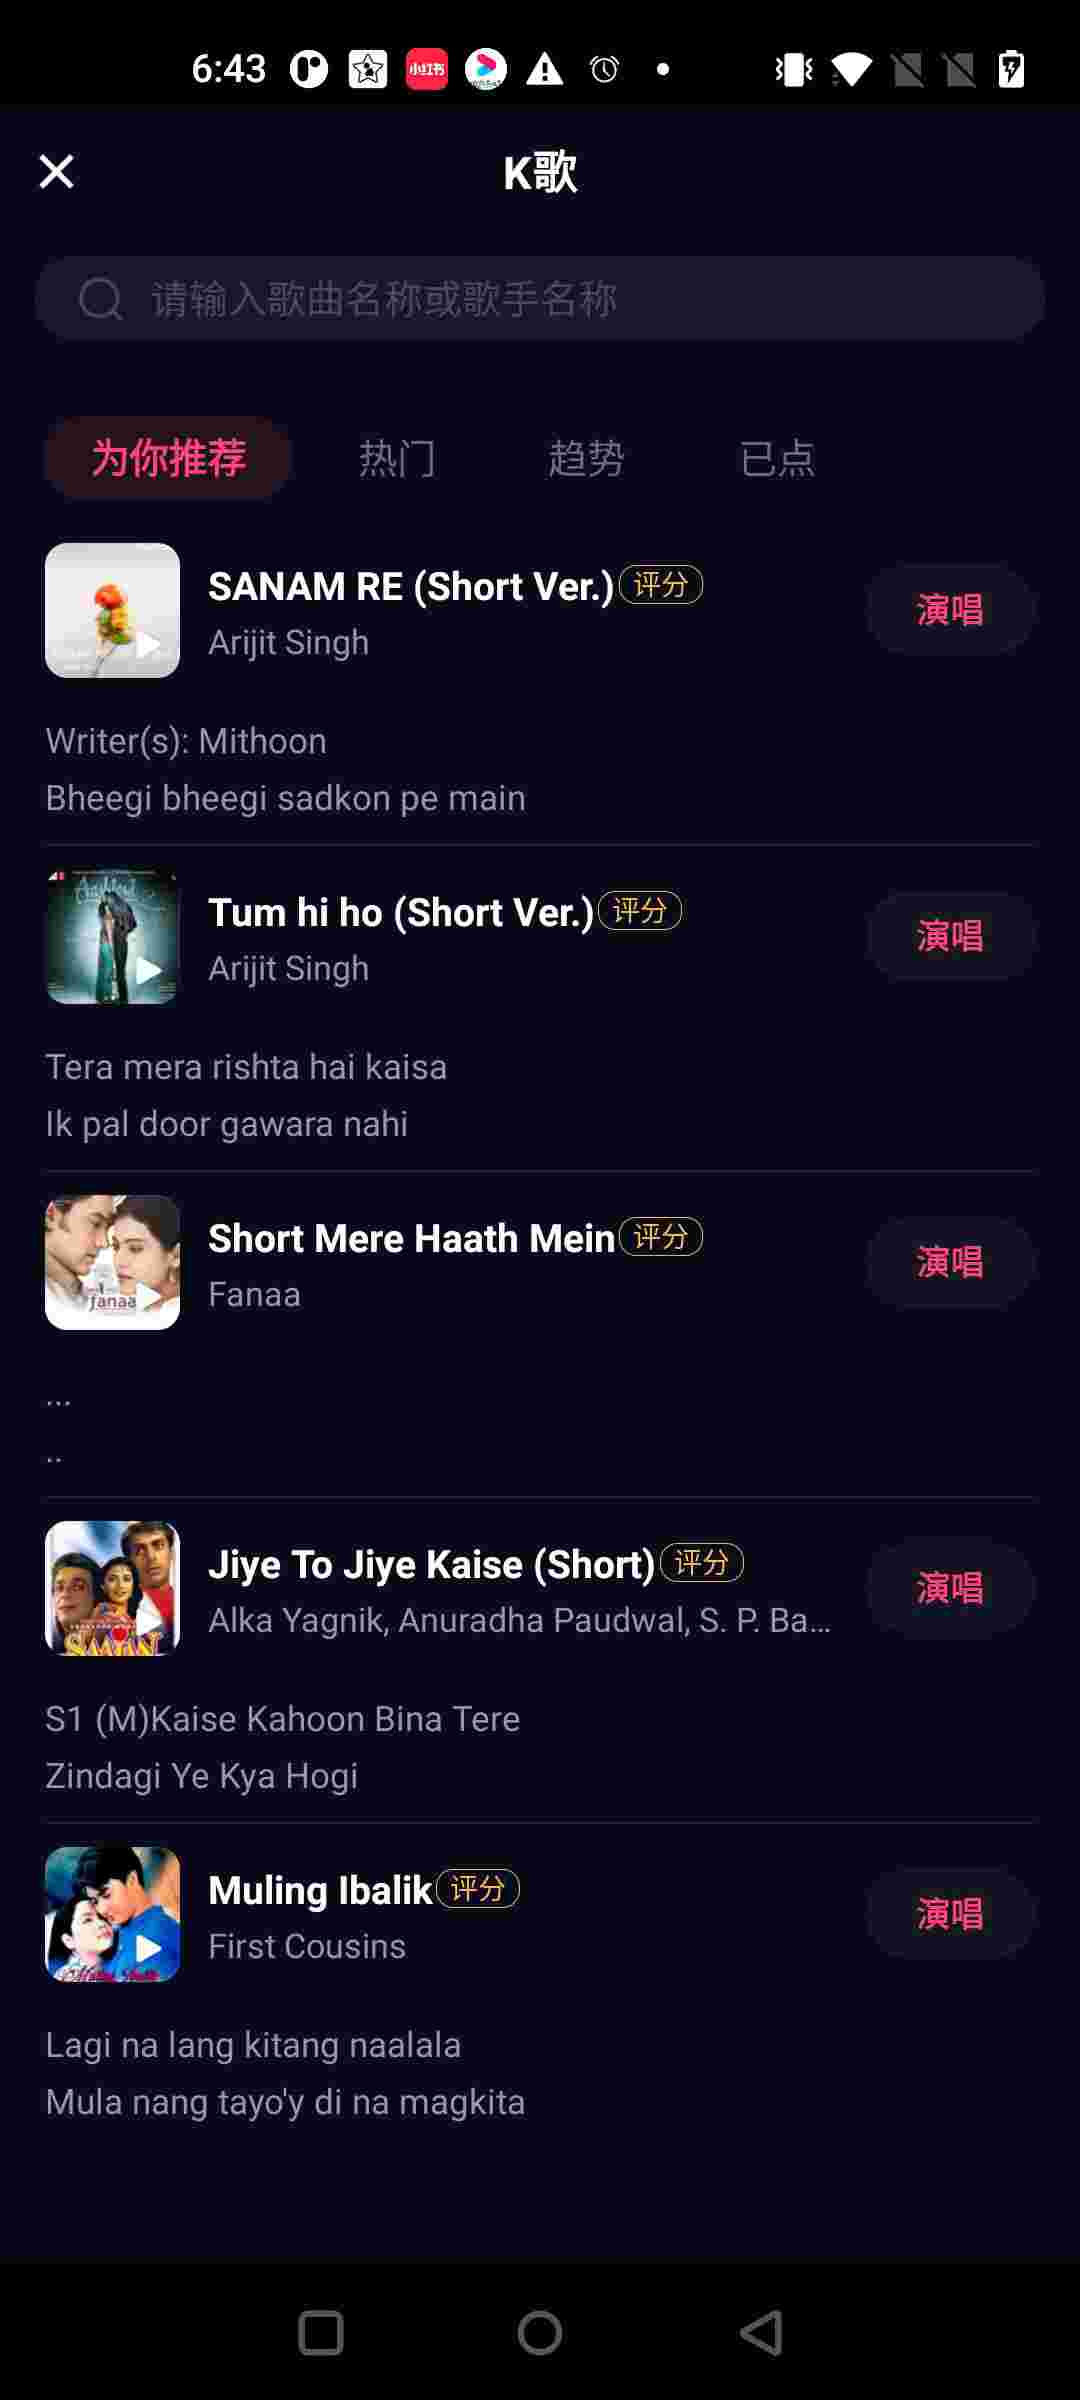 6:43
小红书
K歌
请输入歌曲名称或歌手名称
为你推荐 热门 趋势 已点
SANAM RE (Short Ver.) 评分
Arijit Singh
演唱
Writer(s): Mithoon
Bheegi bheegi sadkon pe main
Tum hi ho (Short Ver.) 评分
Arijit Singh
演唱
Tera mera rishta hai kaisa
Ik pal door gawara nahi
Short Mere Haath Mein 评分
Fanaa
演唱
fanaa
...
..
Jiye To Jiye Kaise (Short) 评分
Alka Yagnik, Anuradha Paudwal, S. P. Ba...
演唱
S1 (M)Kaise Kahoon Bina Tere
Zindagi Ye Kya Hogi
Muling Ibalik 评分
First Cousins
演唱
Lagi na lang kitang naalala
Mula nang tayo'y di na magkita